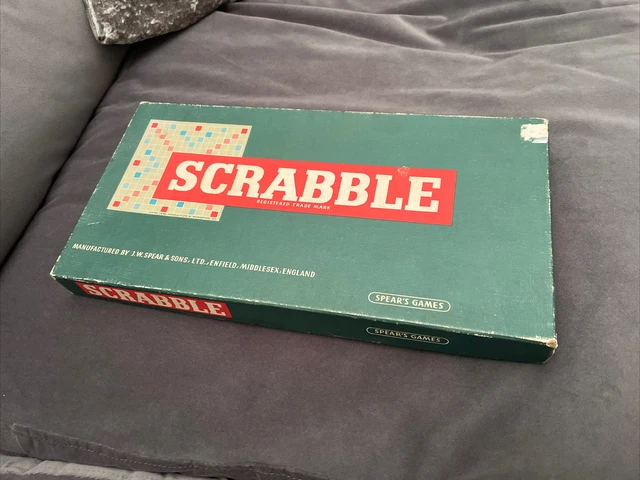 SCRABBLE
REGISTERED TRADE MARK
MANUFACTURED BY J.W. SPEAR & SONS, LTD., ENFIELD, MIDDLESEX, ENGLAND
SPEAR'S GAMES
SCRABBLE
SPEAR'S GAMES